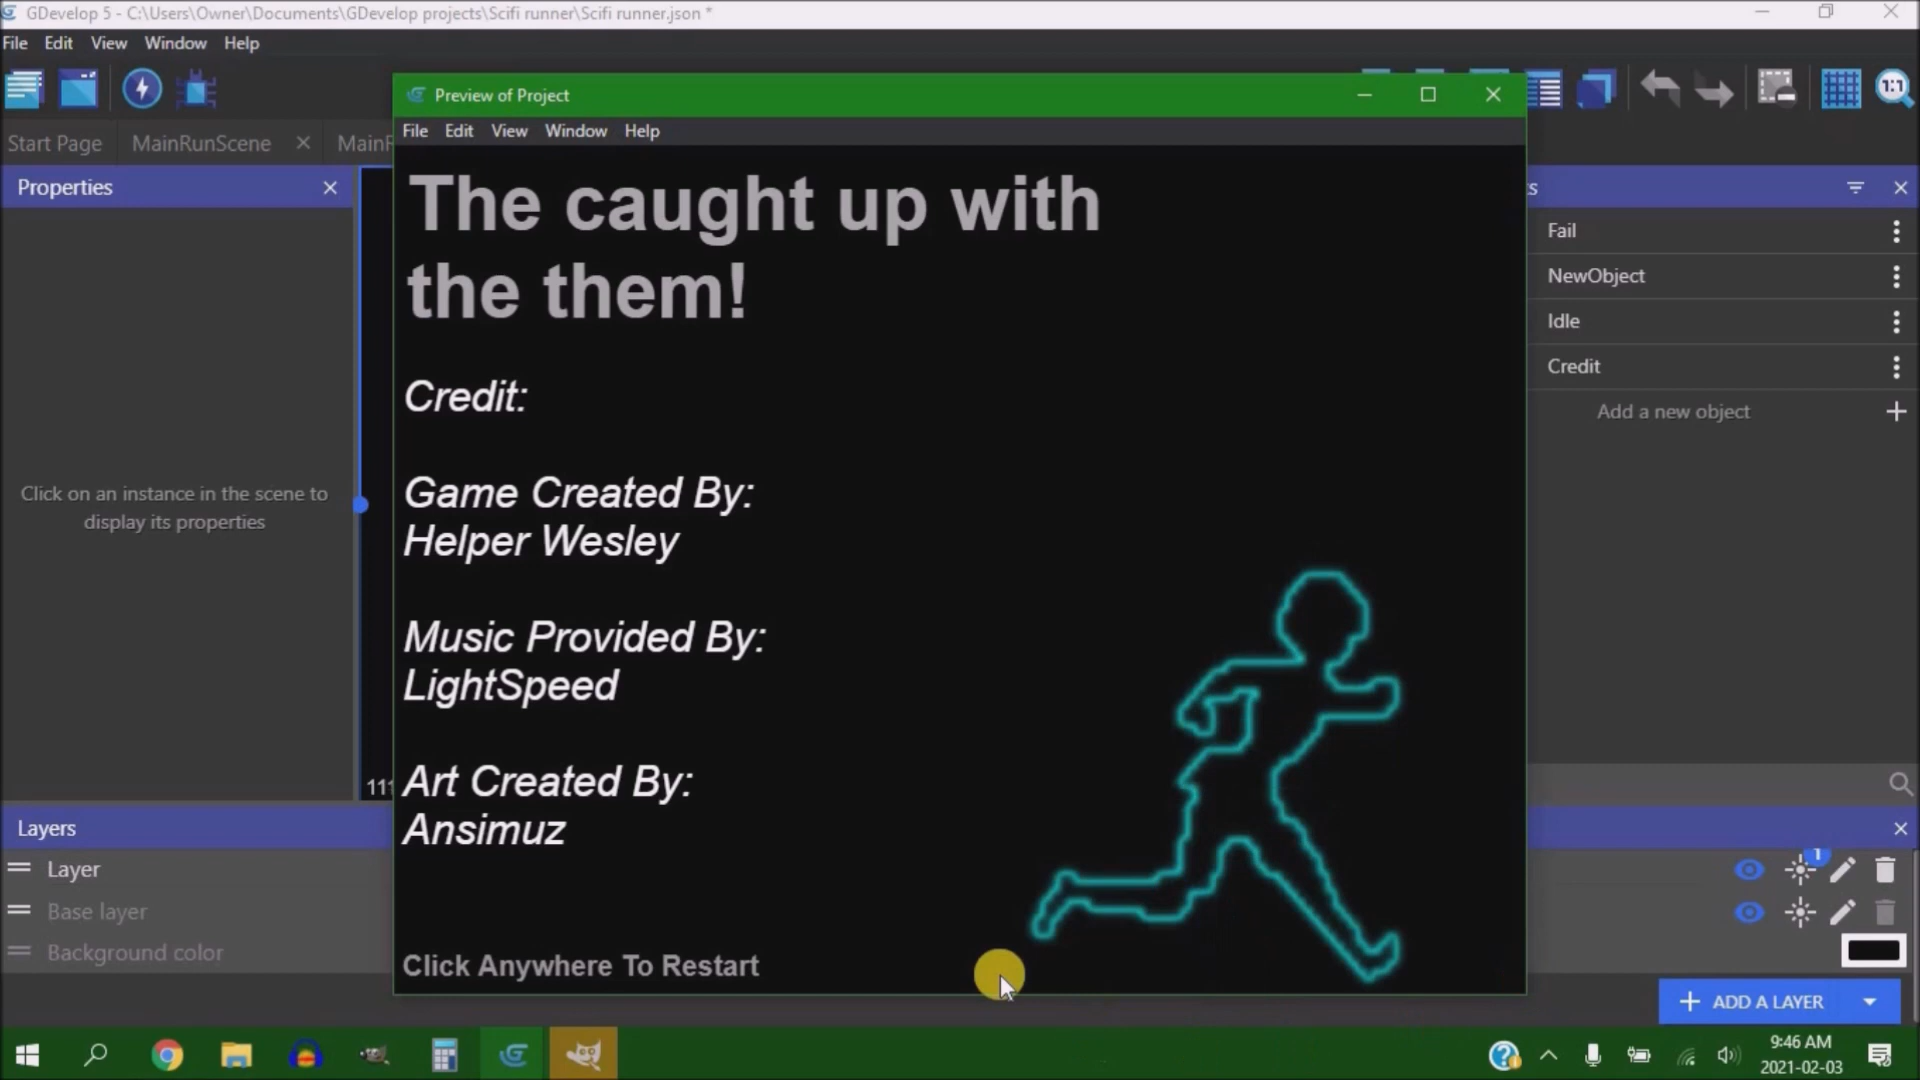 GDevelop 5 - C:\Users\Owner\Documents\GDevelop projects\Scifi runner\Scifi runner.json *
File Edit View Window Help
1:1
Start Page MainRunScene
Preview of Project
File Edit View Window Help
Properties
Click on an instance in the scene to
display its properties
The caught up with
the them!
Credit:
Game Created By:
Helper Wesley
Music Provided By:
LightSpeed
Art Created By:
Ansimuz
Click Anywhere To Restart
Fail
NewObject
Idle
Credit
Add a new object
Layers
Layer
1
Base layer
Background color
ADD A LAYER
9:46 AM
2021-02-03